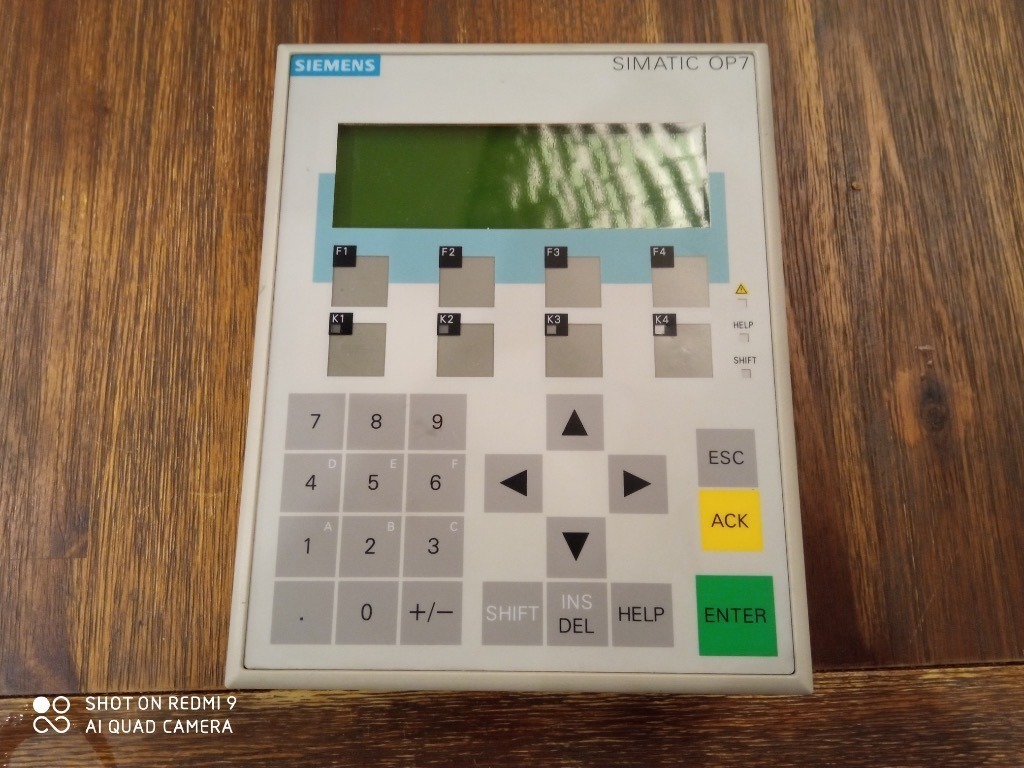 SIEMENS
SIMATIC OP7
F1 F2 F3 F4
K1 K2 K3 K4
HELP
SHIFT
7 8 9
D E F
4 5 6
ESC
A B C
1 2 3
ACK
. 0 +/—
SHIFT
INS
DEL
HELP
ENTER
SHOT ON REDMI 9
AI QUAD CAMERA